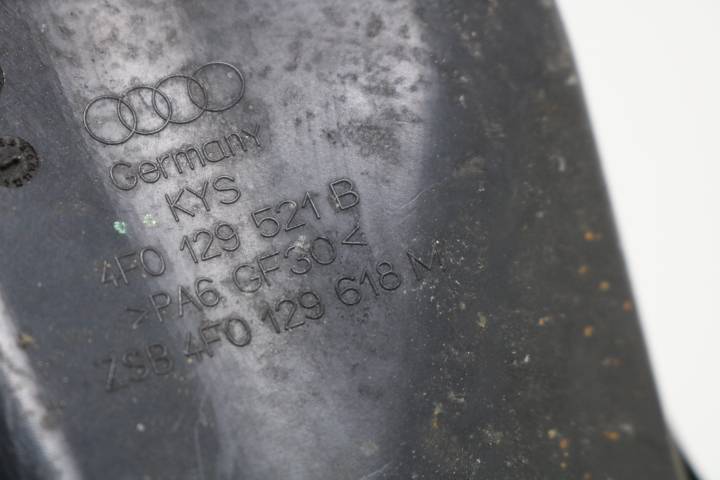 Germany
KYS
4F0 129 521 B
>PA6 GF30<
ZSB 4F0 129 618 M